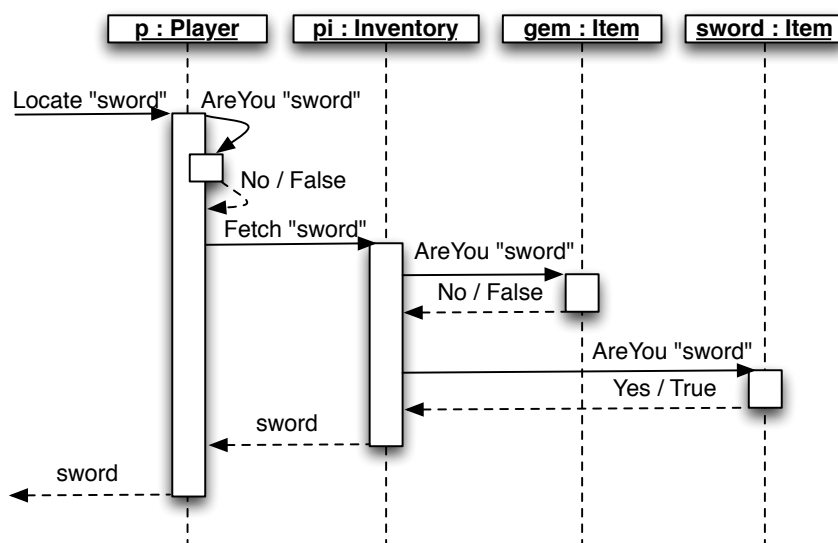 p : Player
pi : Inventory
gem : Item
sword : Item
Locate "sword"
AreYou "sword"
No / False
Fetch "sword"
AreYou "sword"
No / False
AreYou "sword"
Yes / True
sword
sword